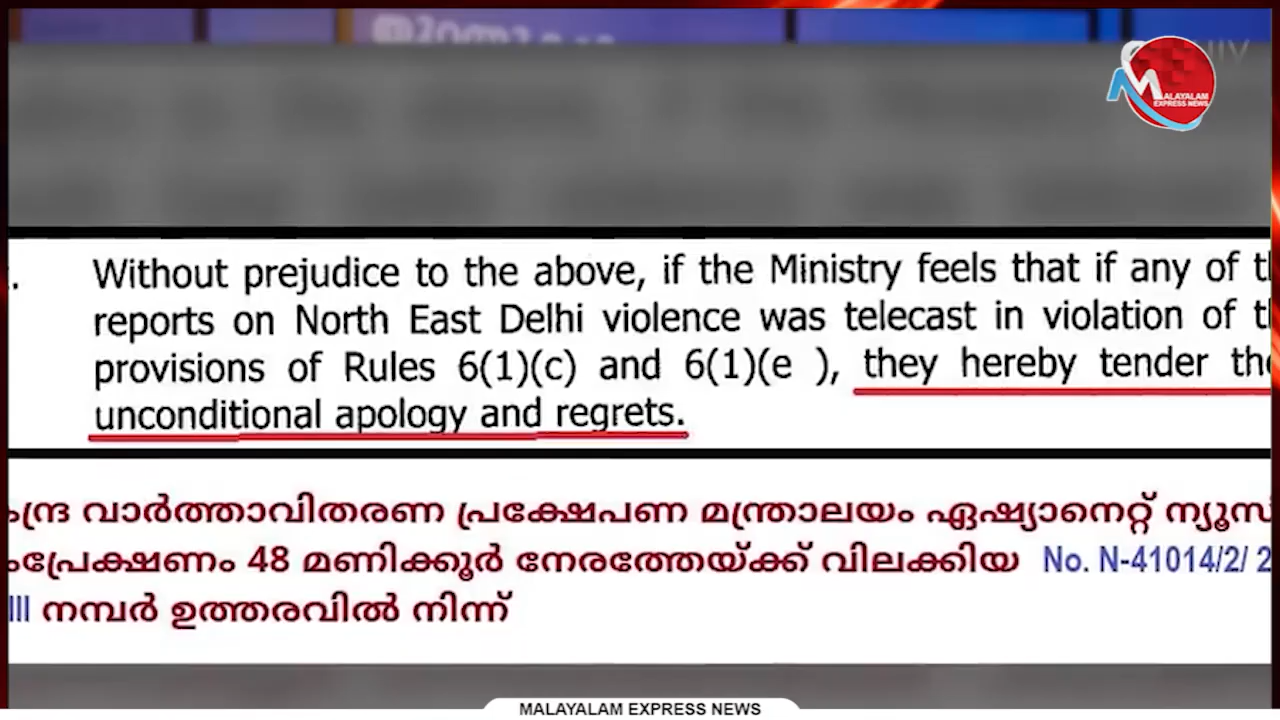 MALAYALAM
EXPRESS NEWS
Without prejudice to the above, if the Ministry feels that if any of
reports on North East Delhi violence was telecast in violation of
provisions of Rules 6(1)(c) and 6(1)(e ), they hereby tender
unconditional apology and regrets.
വാർത്താവിതരണ പ്രക്ഷേപണ മന്ത്രാലയം ഏഷ്യാനെറ്റ്
48 മണിക്കൂർ നേരത്തേയ്ക്ക് വിലക്കിയ No. N-41014/2/
നമ്പർ ഉത്തരവിൽ നിന്ന്
MALAYALAM EXPRESS NEWS